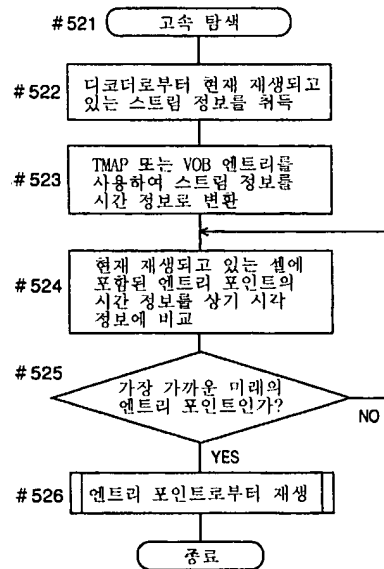 #521 고속 탐색
#522 디코더로부터 현재 재생되고
있는 스트림 정보를 취득
#523 TMAP 또는 VOB 엔트리를
사용하여 스트림 정보를
시간 정보로 변환
#524 현재 재생되고 있는 셀에
포함된 엔트리 포인트의
시간 정보를 상기 시각
정보에 비교
#525 가장 가까운 미래의
엔트리 포인트인가?
NO
YES
#526 엔트리 포인트로부터 재생
종료